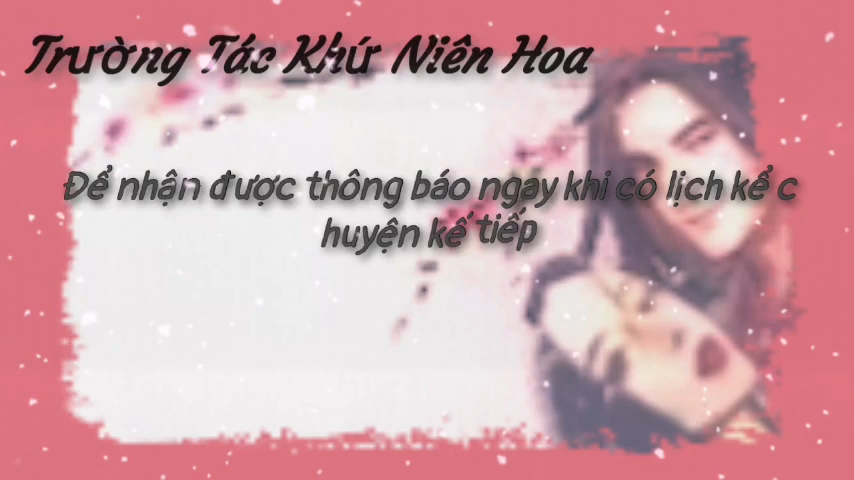 Trường Tác Khứ Niên Hoa
Để nhận được thông báo ngay khi có lịch kể c
huyện kế tiếp